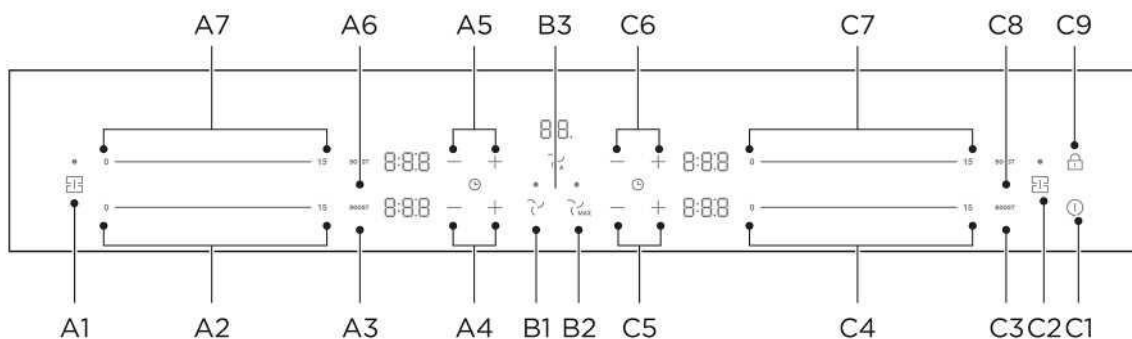 A7 A6 A5 B3 C6 C7 C8 C9
88.
0 15 BOOST 8:8.8 − + − + 8:8.8 0 15 BOOST
A
0 15 BOOST 8:8.8 − + MAX − + 8:8.8 0 15 BOOST
A1 A2 A3 A4 B1 B2 C5 C4 C3 C2 C1